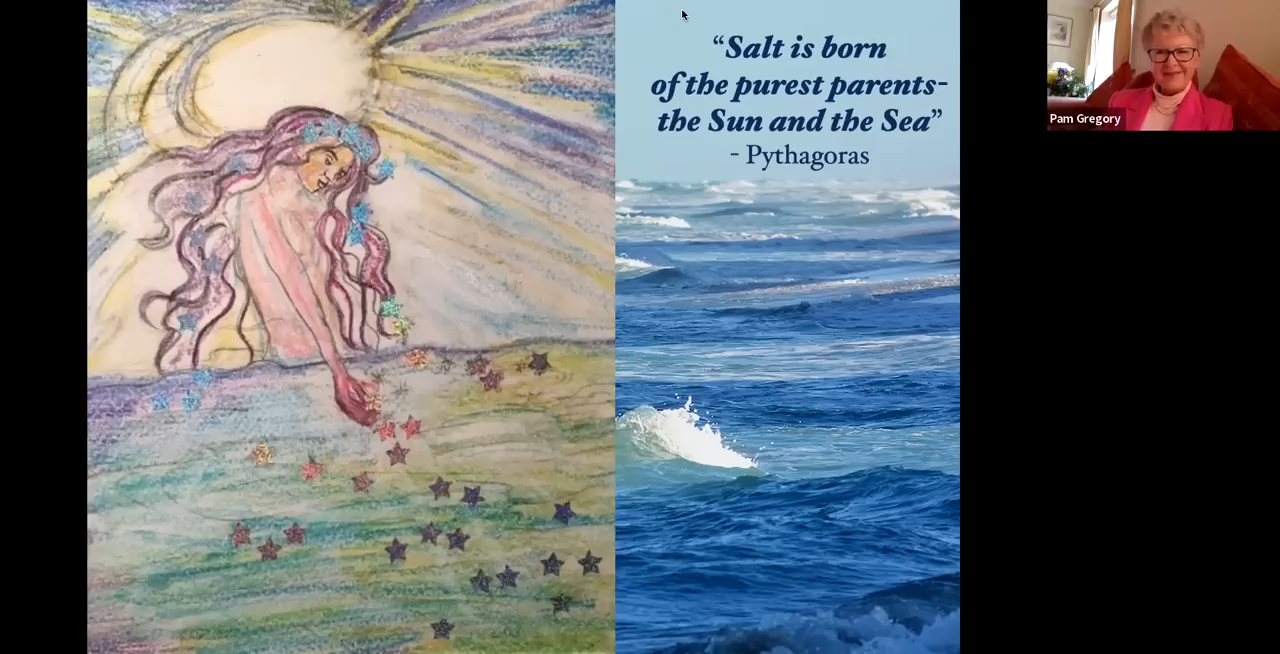 “Salt is born
of the purest parents-
the Sun and the Sea”
- Pythagoras
Pam Gregory